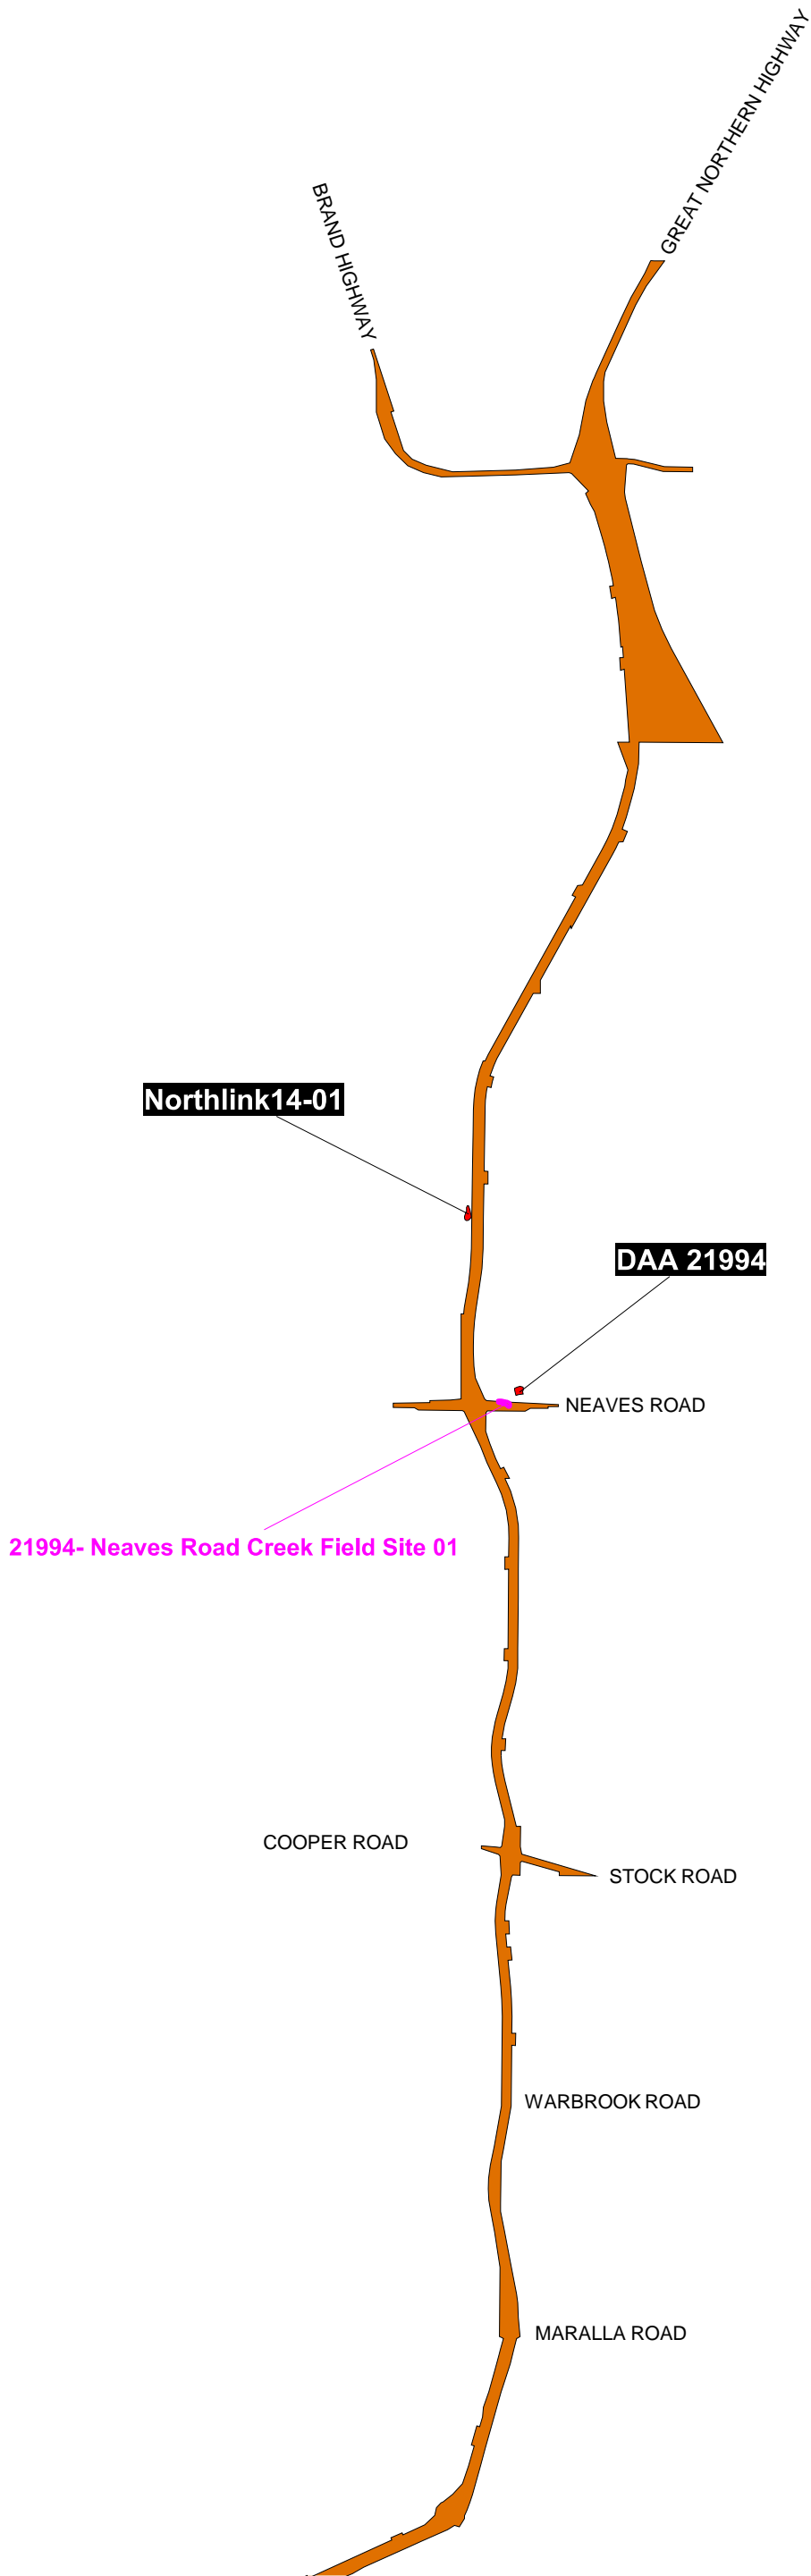 GREAT NORTHERN HIGHWAY
BRAND HIGHWAY
Northlink14-01
DAA 21994
NEAVES ROAD
21994- Neaves Road Creek Field Site 01
COOPER ROAD
STOCK ROAD
WARBROOK ROAD
MARALLA ROAD